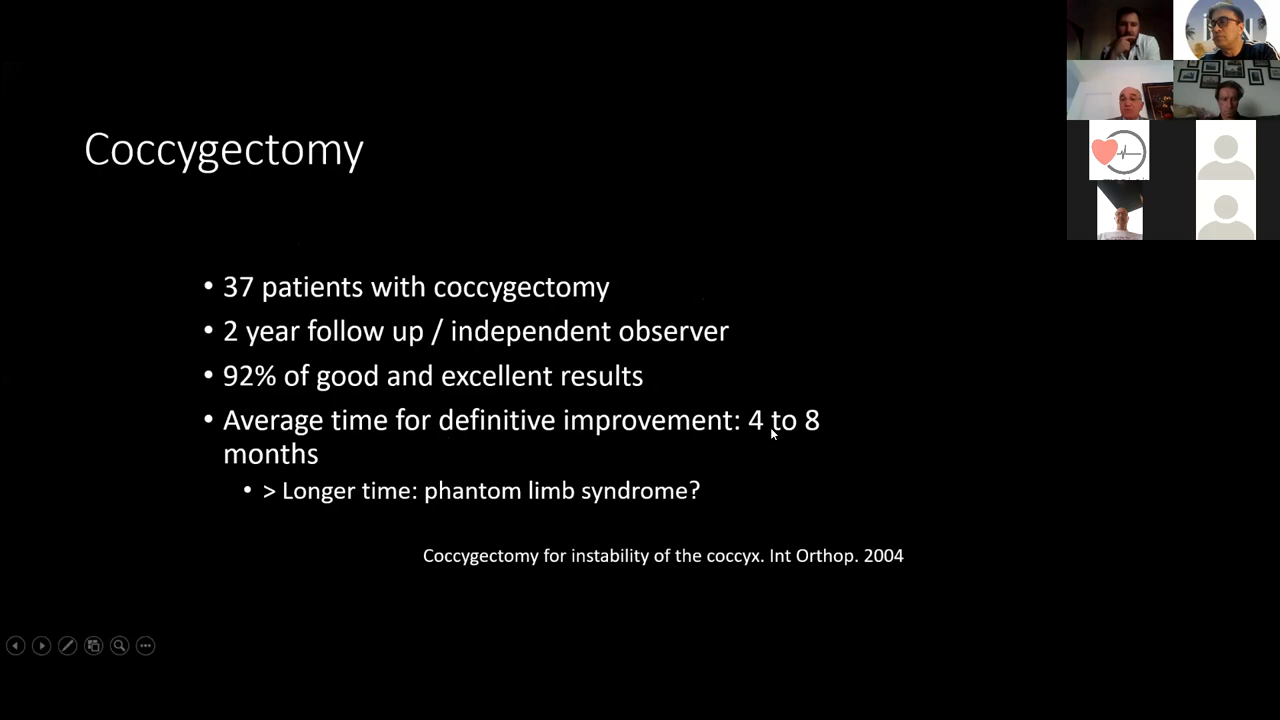 Coccygectomy
• 37 patients with coccygectomy
• 2 year follow up / independent observer
• 92% of good and excellent results
• Average time for definitive improvement: 4 to 8
months
• > Longer time: phantom limb syndrome?
Coccygectomy for instability of the coccyx. Int Orthop. 2004